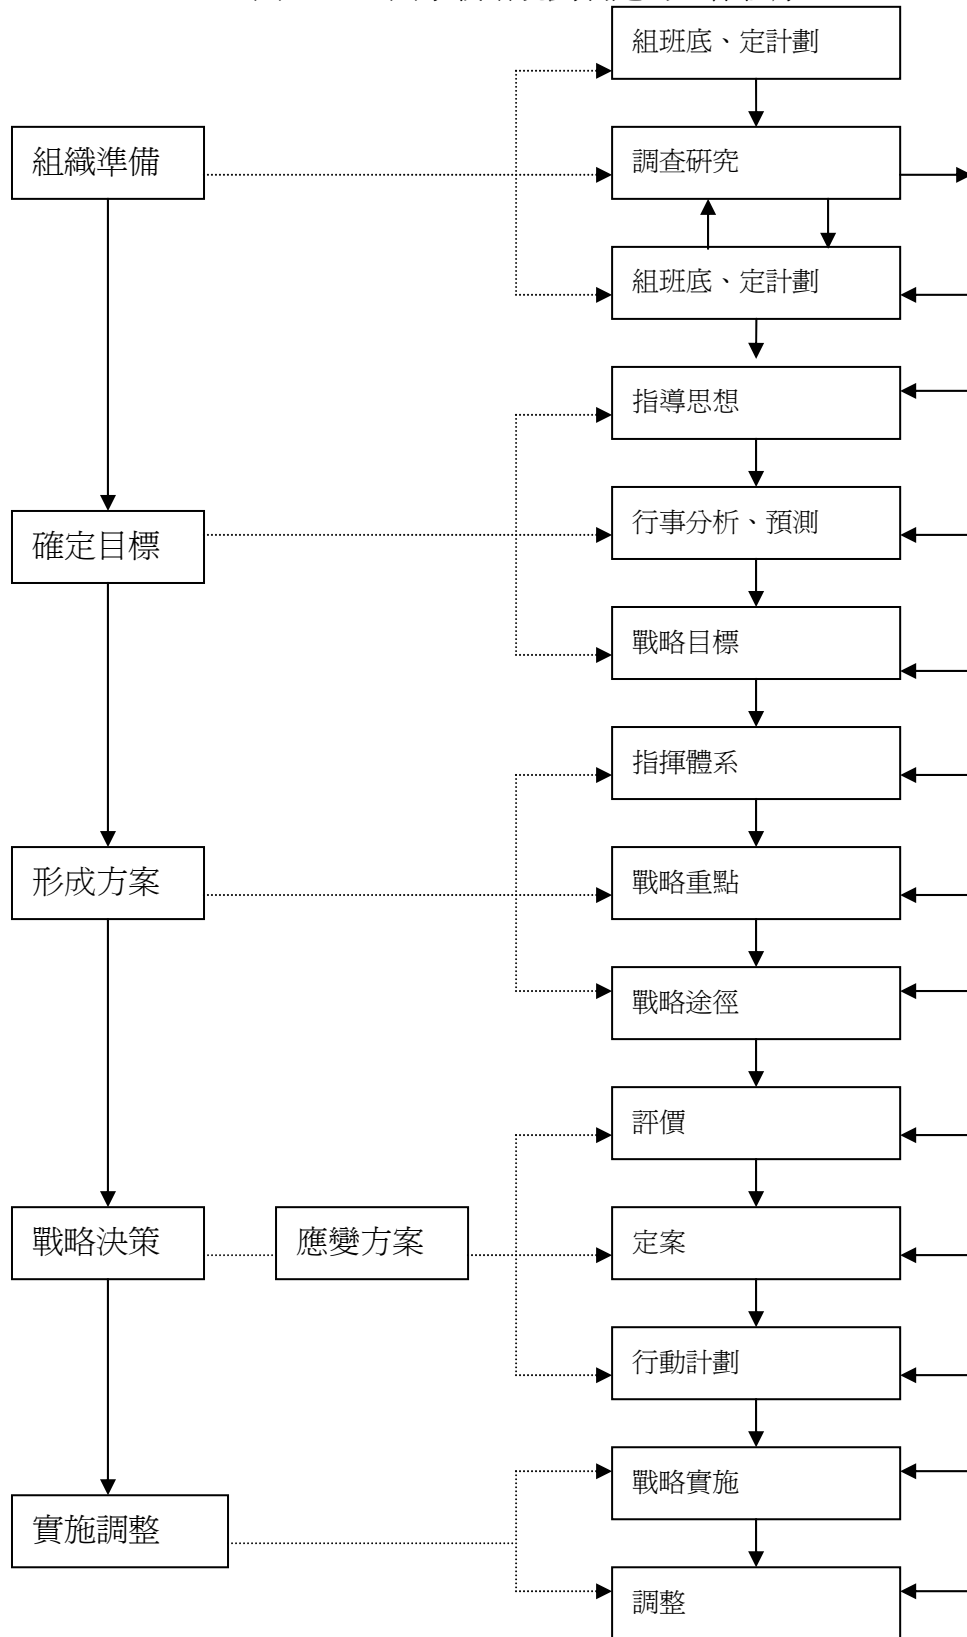 組班底、定計劃
組織準備
調查研究
組班底、定計劃
指導思想
確定目標
行事分析、預測
戰略目標
指揮體系
形成方案
戰略重點
戰略途徑
評價
戰略決策
應變方案
定案
行動計劃
戰略實施
實施調整
調整